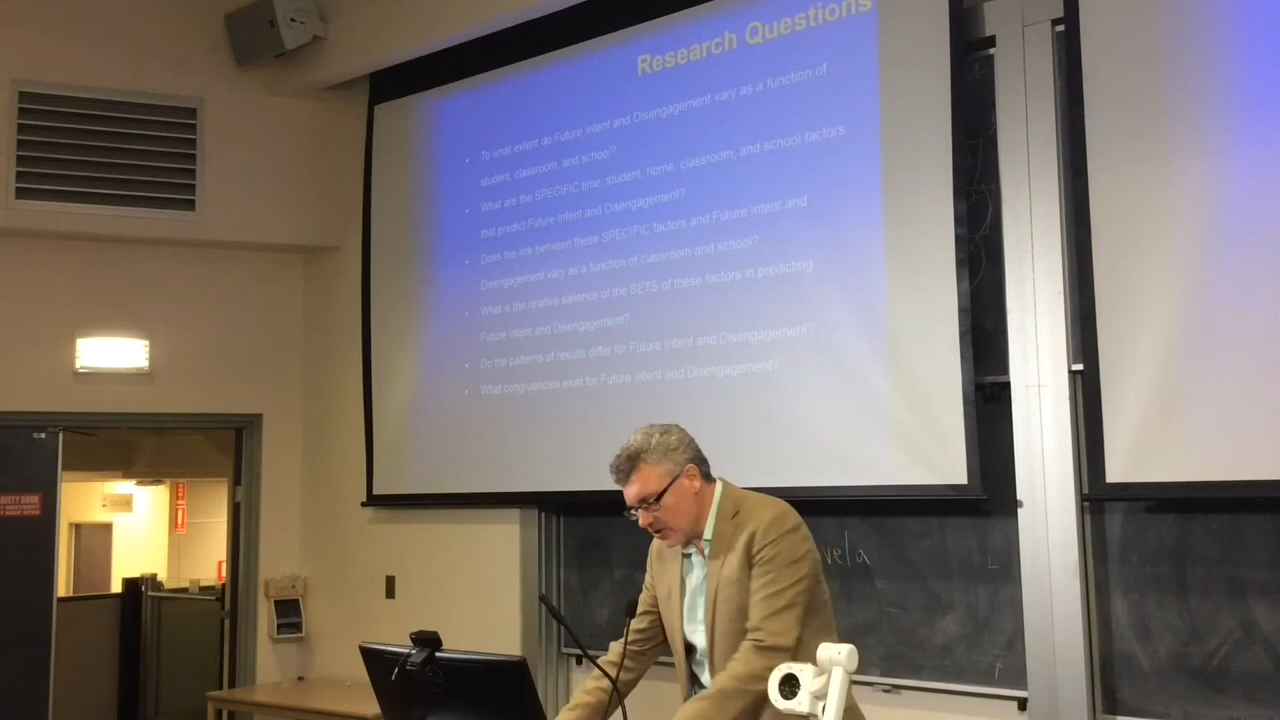 Research Questions
• To what extent do Future Intent and Disengagement vary as a function of
student, classroom, and school?
• What are the SPECIFIC time, student, home, classroom, and school factors
that predict Future Intent and Disengagement?
• Does the link between these SPECIFIC factors and Future Intent and
Disengagement vary as a function of classroom and school?
• What is the relative salience of the SETS of these factors in predicting
Future Intent and Disengagement?
• Do the patterns of results differ for Future Intent and Disengagement?
• What congruencies exist for Future Intent and Disengagement?
SAFETY DOOR
KEEP OPEN